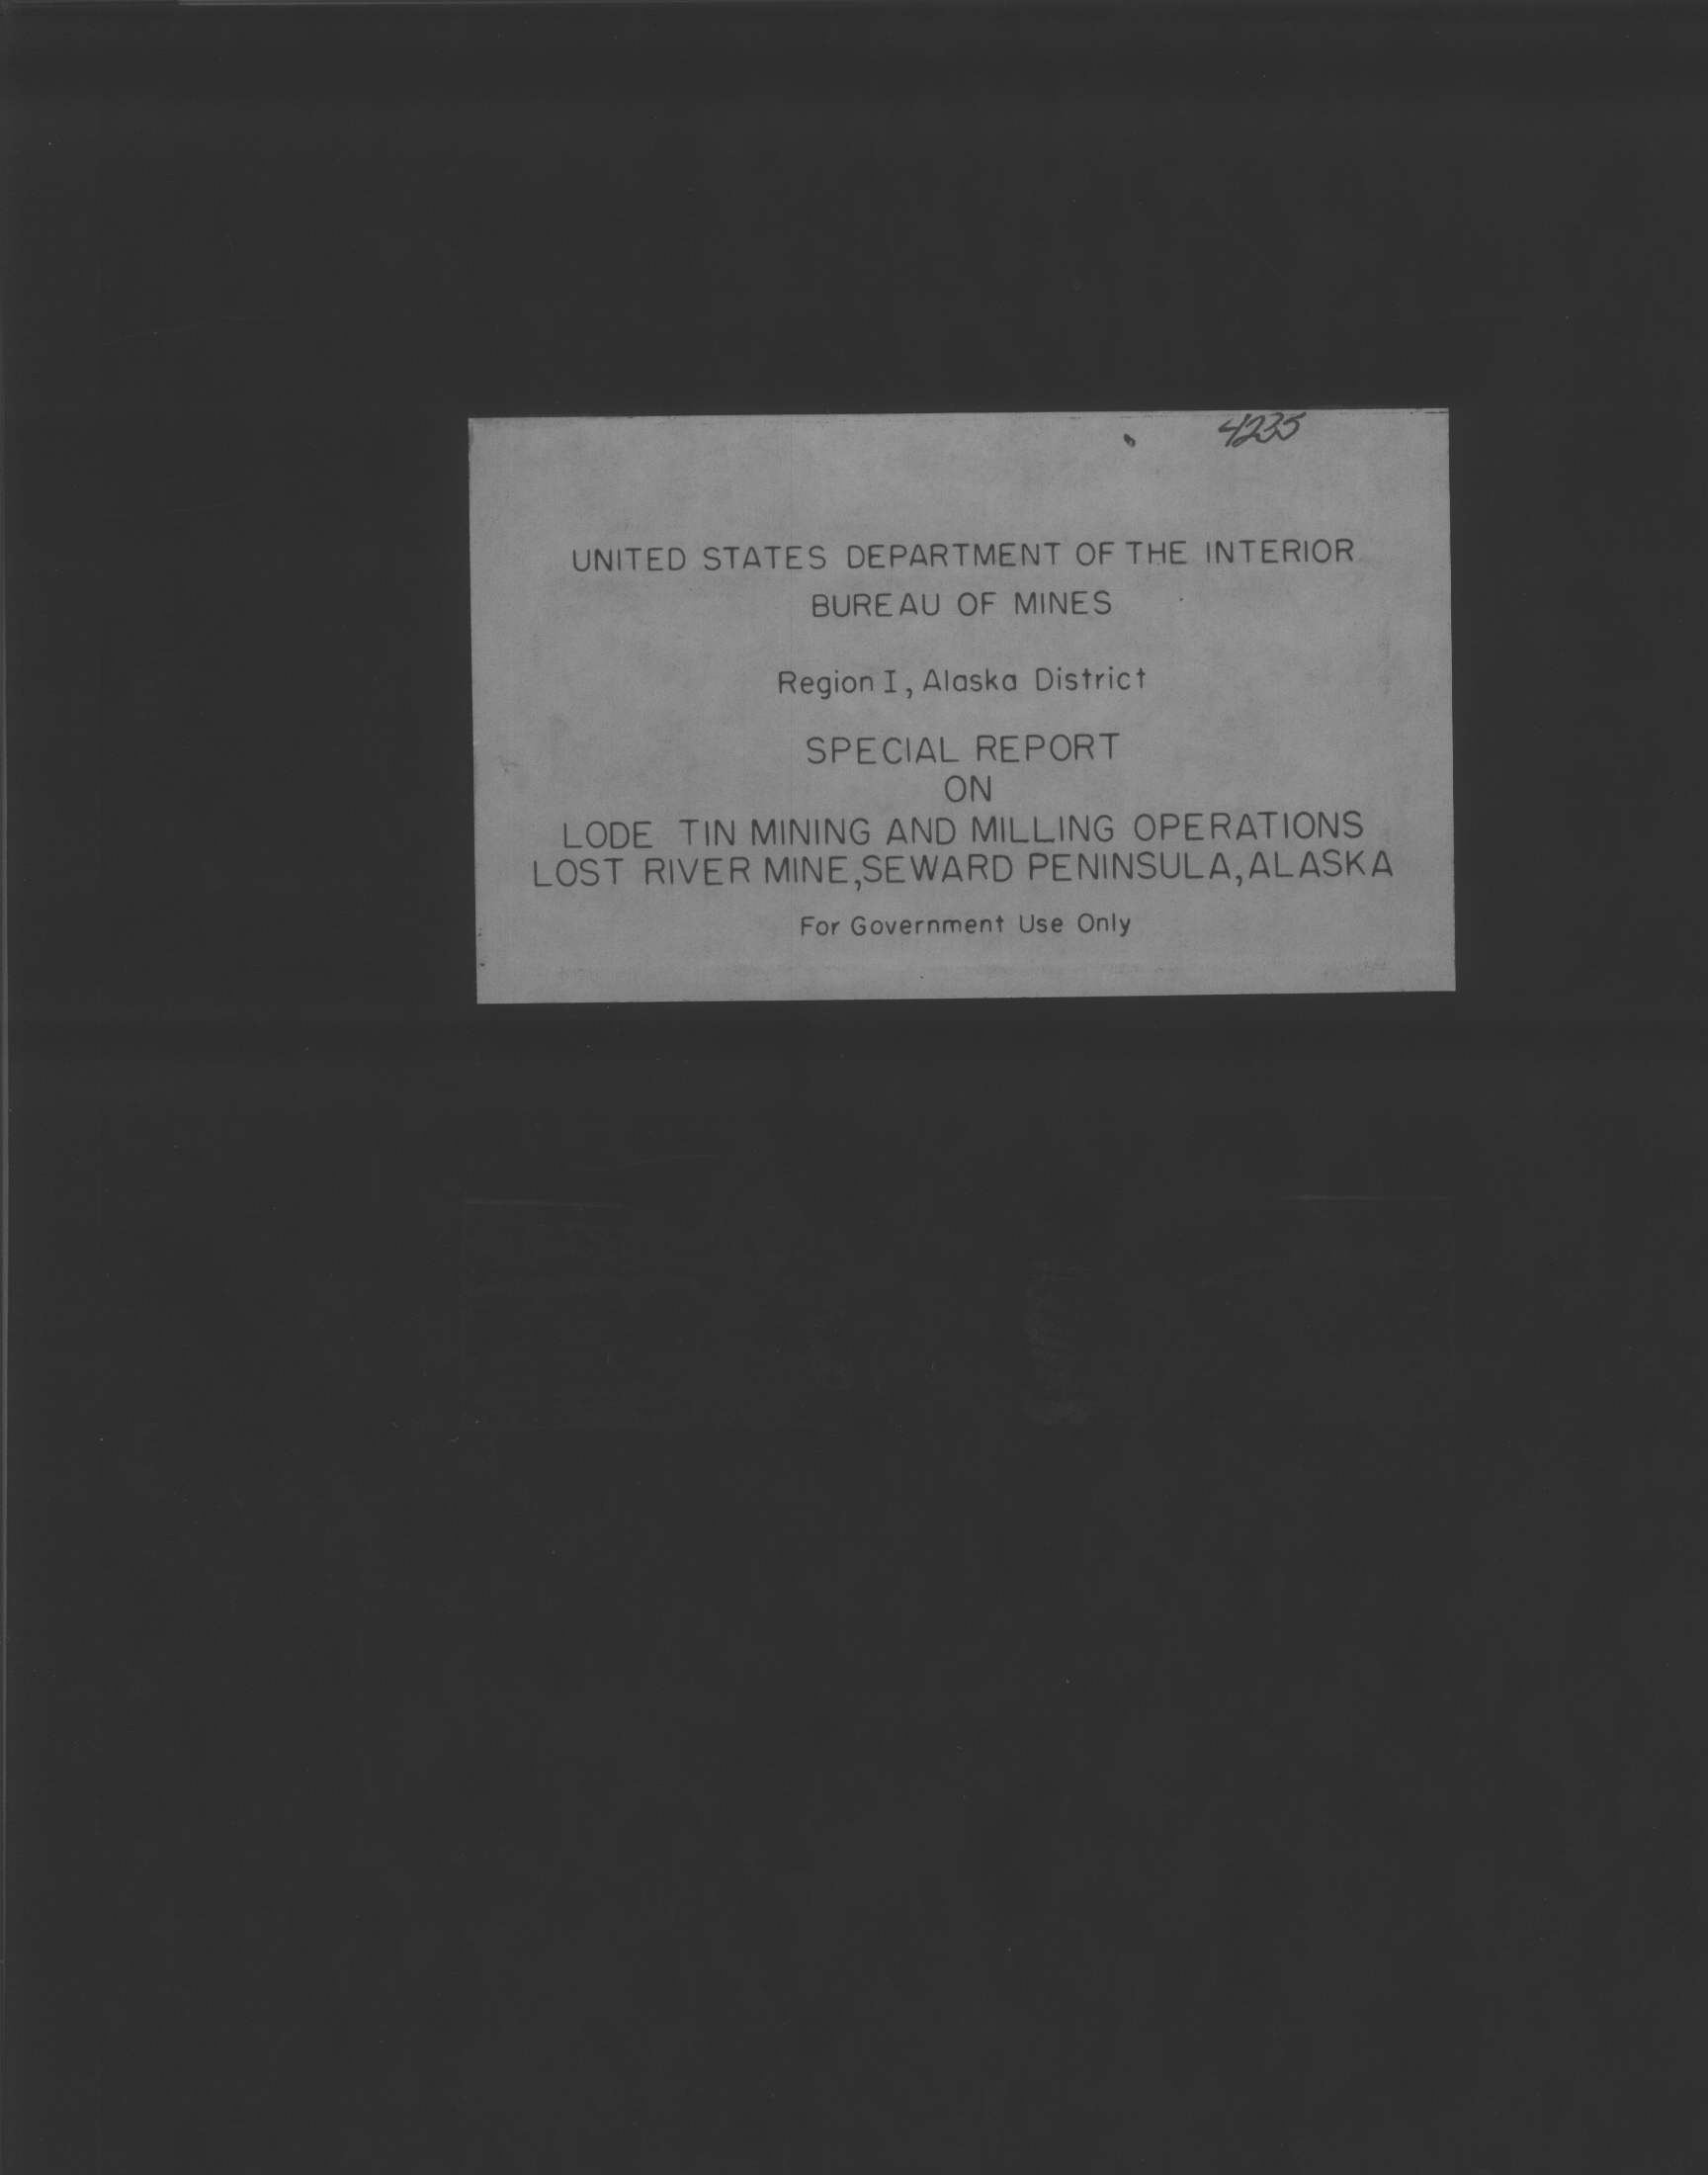 4235
UNITED STATES DEPARTMENT OF THE INTERIOR
BUREAU OF MINES
Region I, Alaska District
SPECIAL REPORT
ON
LODE TIN MINING AND MILLING OPERATIONS
LOST RIVER MINE, SEWARD PENINSULA, ALASKA
For Government Use Only